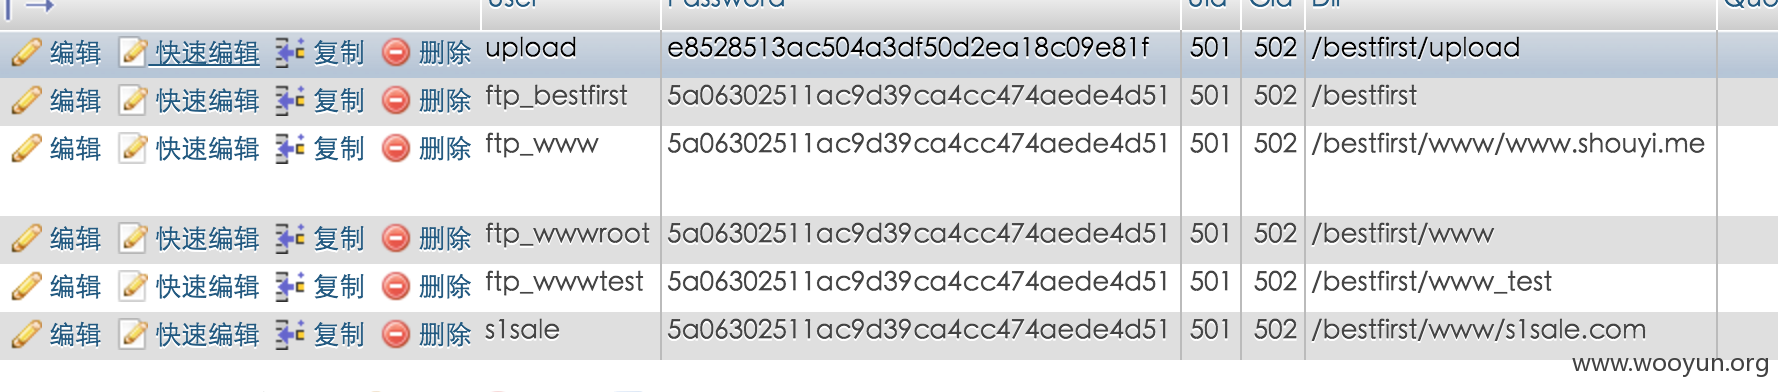 User Password Uid Gid Dir Quo
编辑 快速编辑 复制 删除 upload e8528513ac504a3df50d2ea18c09e81f 501 502 /bestfirst/upload
编辑 快速编辑 复制 删除 ftp_bestfirst 5a06302511ac9d39ca4cc474aede4d51 501 502 /bestfirst
编辑 快速编辑 复制 删除 ftp_www 5a06302511ac9d39ca4cc474aede4d51 501 502 /bestfirst/www/www.shouyi.me
编辑 快速编辑 复制 删除 ftp_wwwroot 5a06302511ac9d39ca4cc474aede4d51 501 502 /bestfirst/www
编辑 快速编辑 复制 删除 ftp_wwwtest 5a06302511ac9d39ca4cc474aede4d51 501 502 /bestfirst/www_test
编辑 快速编辑 复制 删除 s1sale 5a06302511ac9d39ca4cc474aede4d51 501 502 /bestfirst/www/s1sale.com
www.wooyun.org